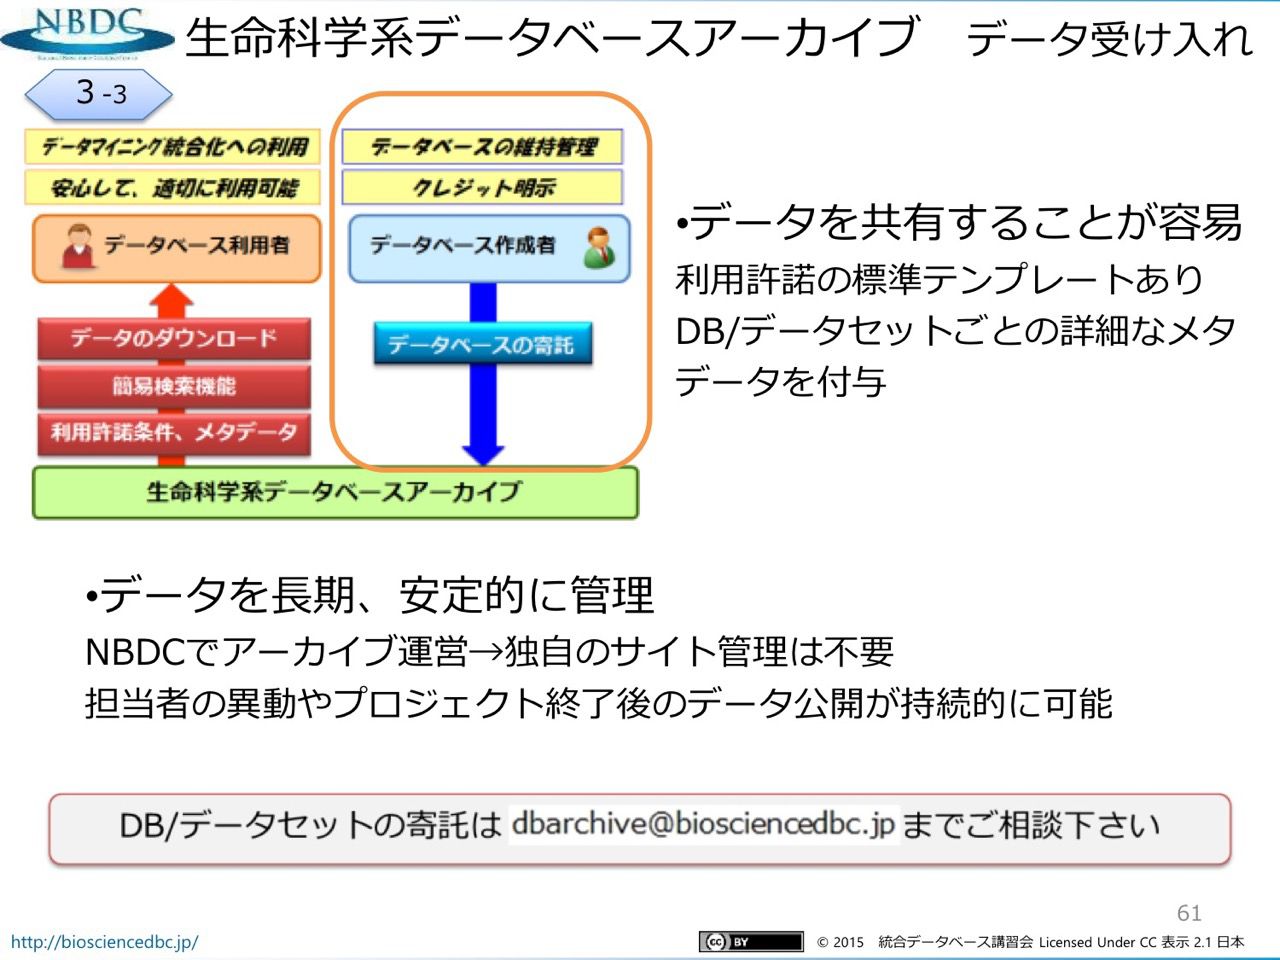 NBDC
生命科学系データベースアーカイブ　データ受け入れ
3 -3
データマイニング統合化への利用
安心して、適切に利用可能
データベース利用者
データのダウンロード
簡易検索機能
利用許諾条件、メタデータ
データベースの維持管理
クレジット明示
データベース作成者
データベースの寄託
生命科学系データベースアーカイブ
•データを共有することが容易
利用許諾の標準テンプレートあり
DB/データセットごとの詳細なメタ
データを付与
•データを長期、安定的に管理
NBDCでアーカイブ運営→独自のサイト管理は不要
担当者の異動やプロジェクト終了後のデータ公開が持続的に可能
DB/データセットの寄託は dbarchive@biosciencedbc.jp までご相談下さい
61
http://biosciencedbc.jp/
cc BY
© 2015　統合データベース講習会 Licensed Under CC 表示 2.1 日本